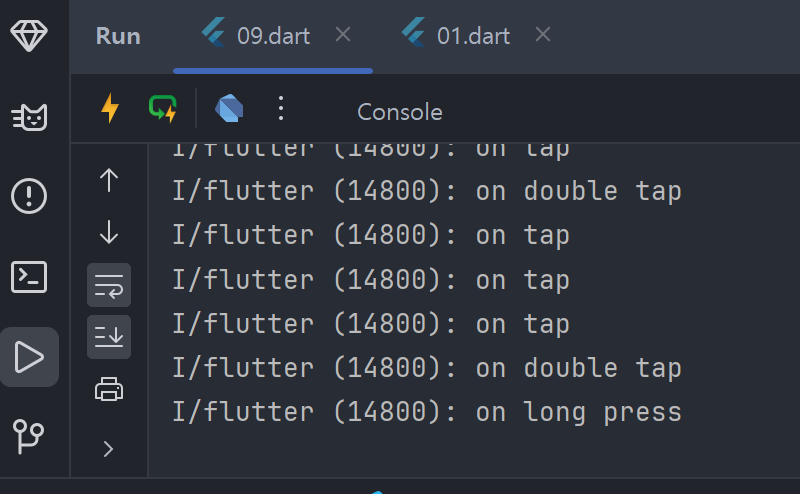 Run 09.dart 01.dart
Console
I/flutter (14800): on tap
I/flutter (14800): on double tap
I/flutter (14800): on tap
I/flutter (14800): on tap
I/flutter (14800): on tap
I/flutter (14800): on double tap
I/flutter (14800): on long press